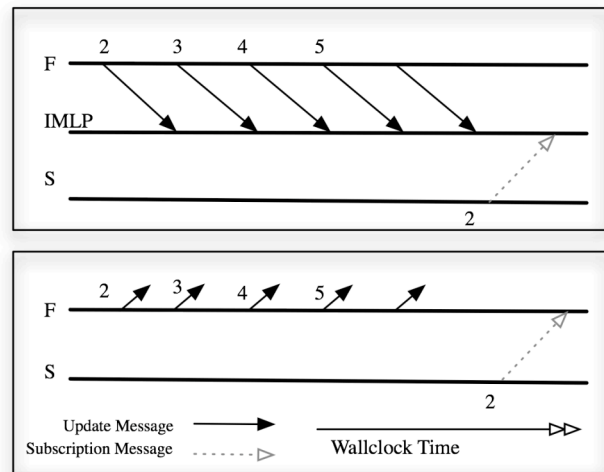 2 3 4 5
F
IMLP
S
2
2 3 4 5
F
S
2
Update Message
Subscription Message
Wallclock Time